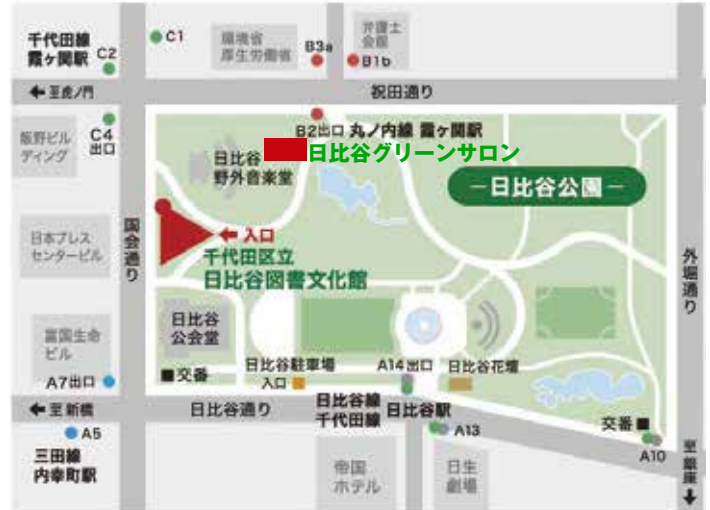 千代田線
霞ヶ関駅
C2
C1
環境省
厚生労働省
B3a
弁護士
会館
B1b
←至虎ノ門
祝田通り
飯野ビル
ディング
C4
出口
B2出口 丸ノ内線 霞ヶ関駅
日比谷
野外音楽堂
日比谷グリーンサロン
－日比谷公園－
日本プレス
センタービル
国会通り
←入口
千代田区立
日比谷図書文化館
外堀通り
富国生命
ビル
日比谷
公会堂
A7出口
■交番
日比谷駐車場
入口
A14出口
日比谷花壇
←至新橋
日比谷通り
日比谷線
千代田線
日比谷駅
交番■
A5
A13
A10
三田線
内幸町駅
帝国
ホテル
日生
劇場
至銀座↓